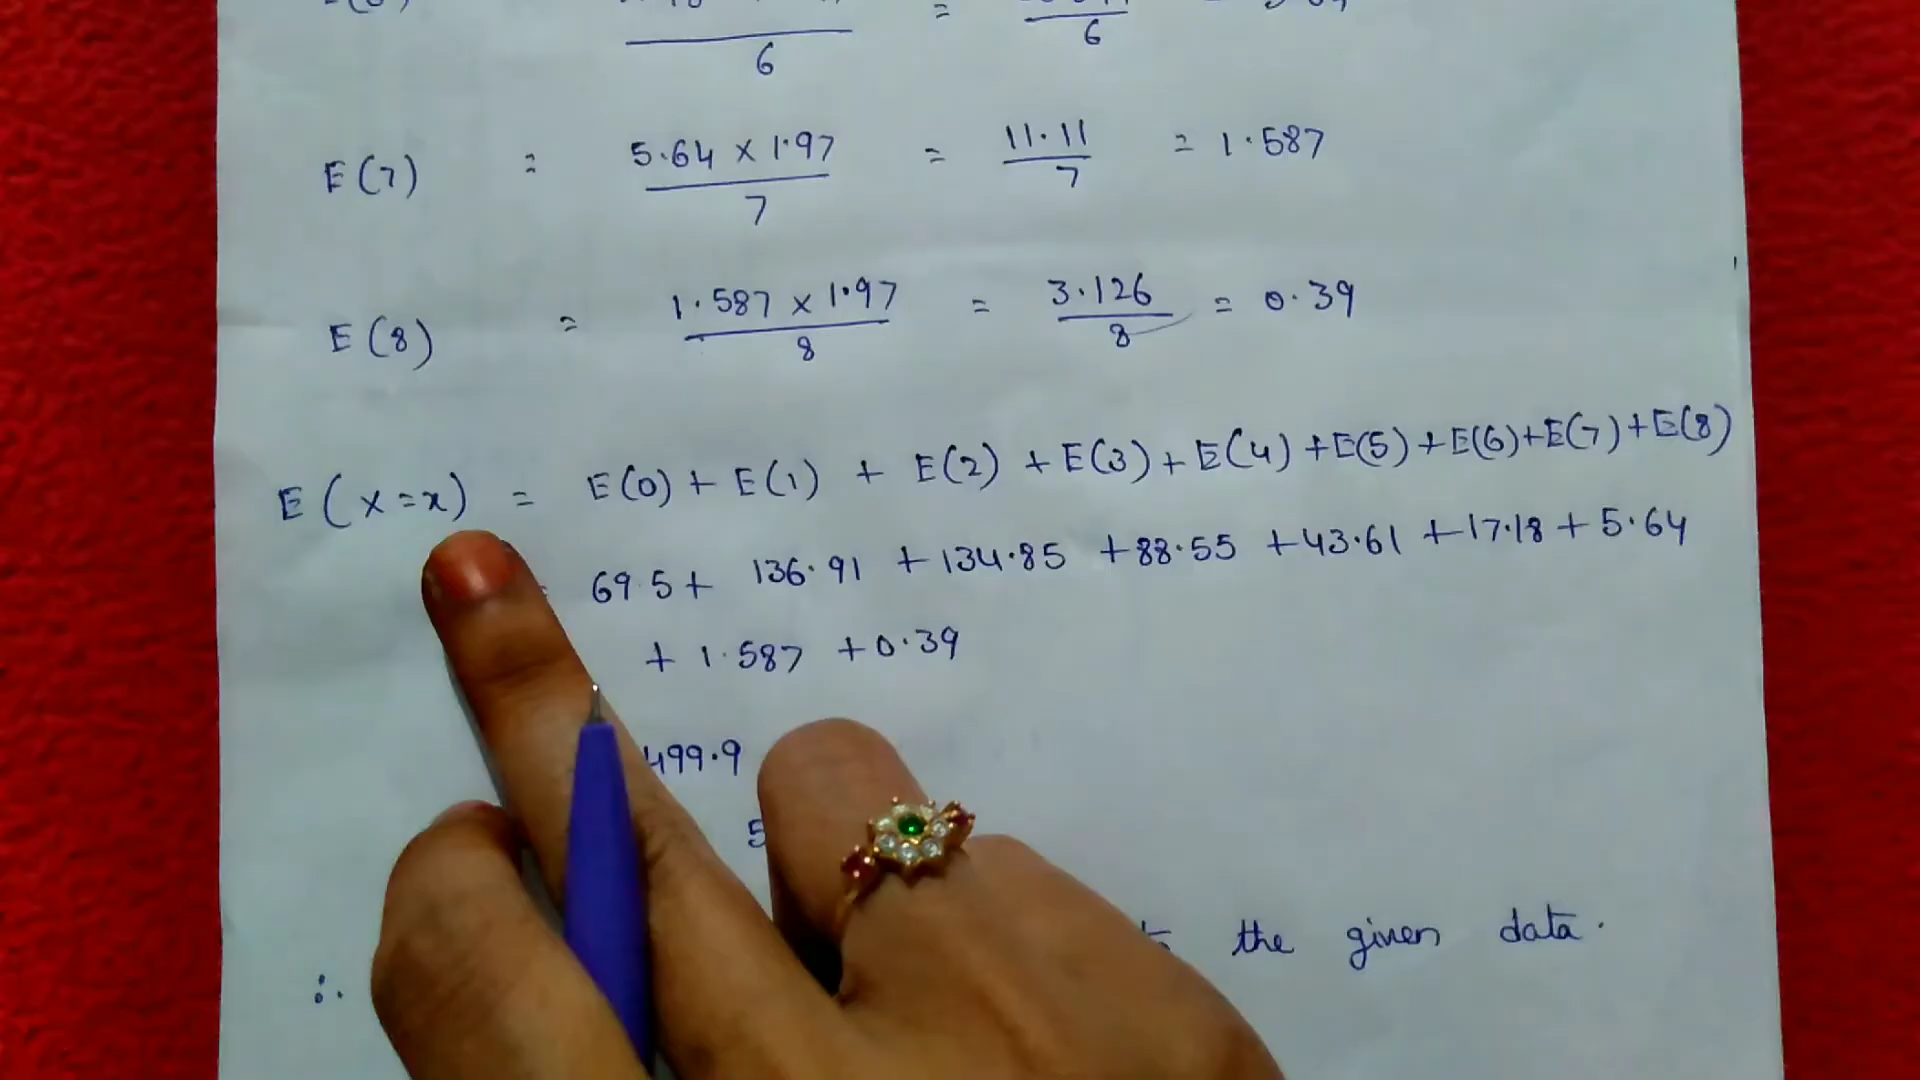 6 = 6
E(7) = 5.64 x 1.97 / 7 = 11.11 / 7 = 1.587
E(8) = 1.587 x 1.97 / 8 = 3.126 / 8 = 0.39
E(X=x) = E(0) + E(1) + E(2) + E(3) + E(4) + E(5) + E(6) + E(7) + E(8)
= 69.5 + 136.91 + 134.85 + 88.55 + 43.61 + 17.18 + 5.64
+ 1.587 + 0.39
499.9
5
the given data.
∴